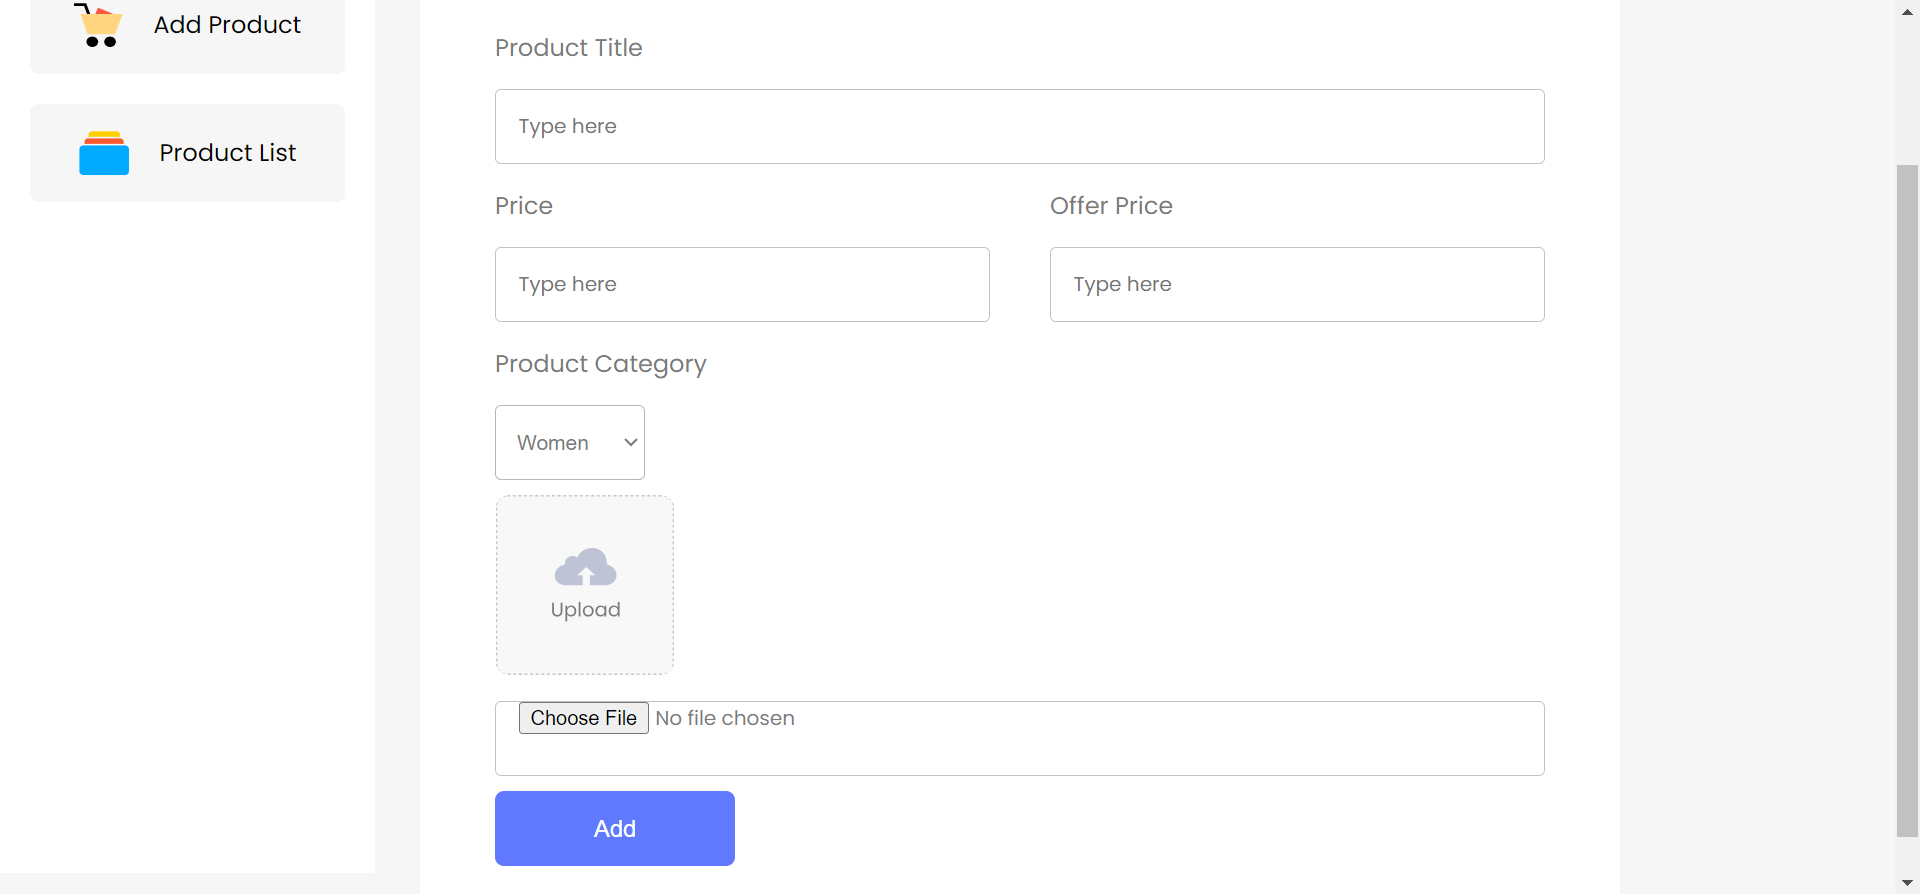 Add Product
Product List
Product Title
Type here
Price
Offer Price
Type here
Type here
Product Category
Women
Upload
Choose File No file chosen
Add